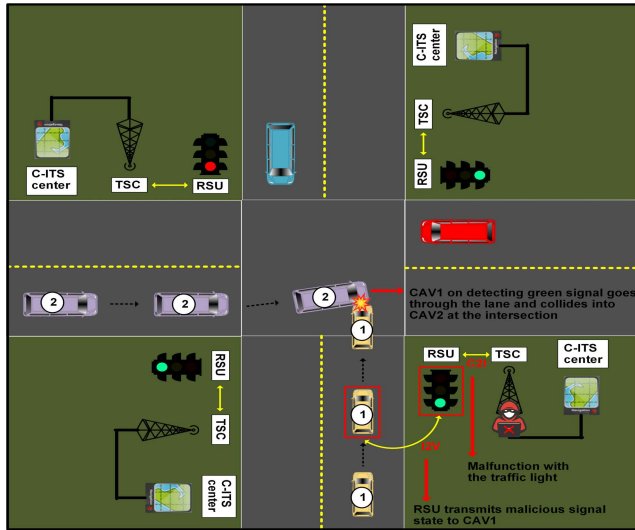 C-ITS
center
TSC
RSU
C-ITS
center
TSC
RSU
2
2
2
1
CAV1 on detecting green signal goes
through the lane and collides into
CAV2 at the intersection
RSU
TSC
C-ITS
center
1
1
RSU
TSC
C-ITS
center
C2I
I2V
Malfunction with
the traffic light
RSU transmits malicious signal
state to CAV1